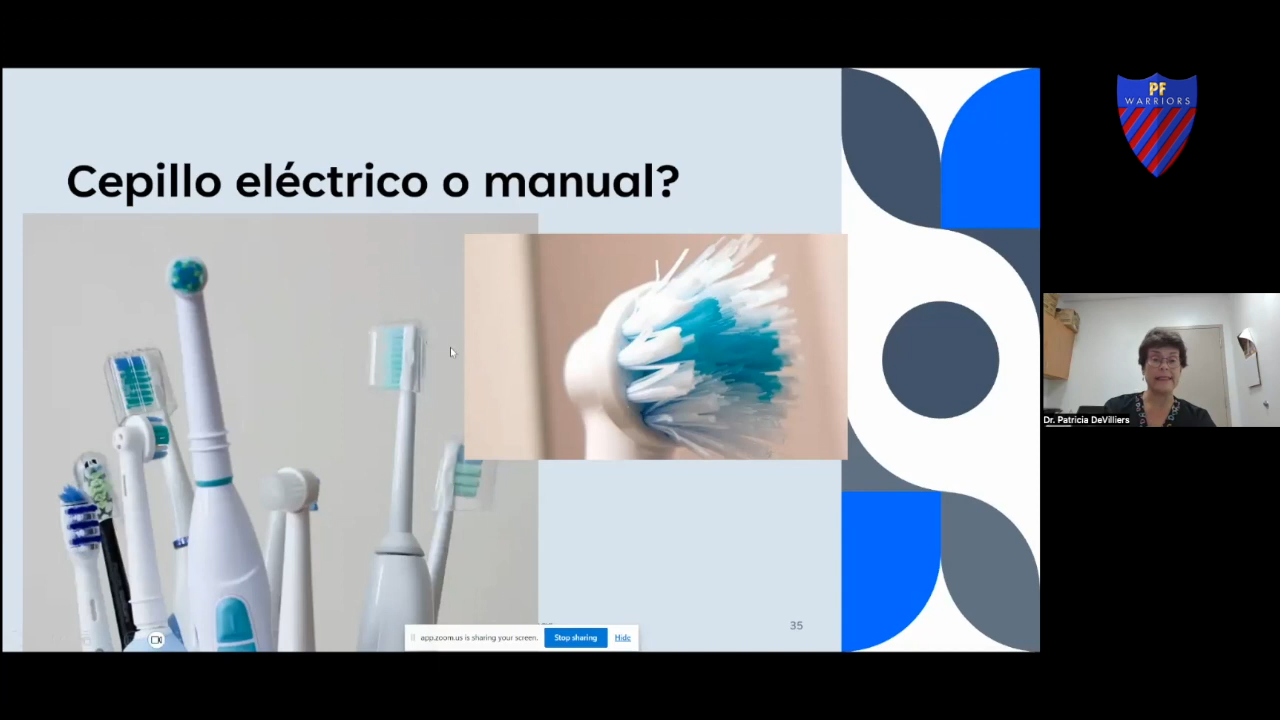 Cepillo eléctrico o manual?
PF
WARRIORS
Dr. Patricia DeVilliers
35
app.zoom.us is sharing your screen.
Stop sharing
Hide